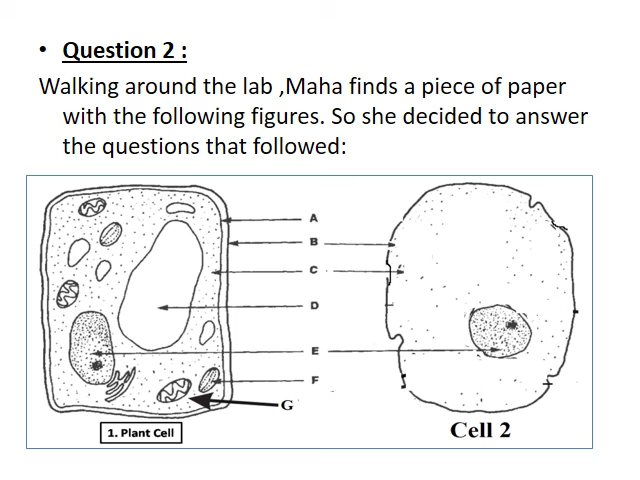 • Question 2 :
Walking around the lab ,Maha finds a piece of paper
with the following figures. So she decided to answer
the questions that followed:
A
B
C
D
E
F
G
1. Plant Cell
Cell 2